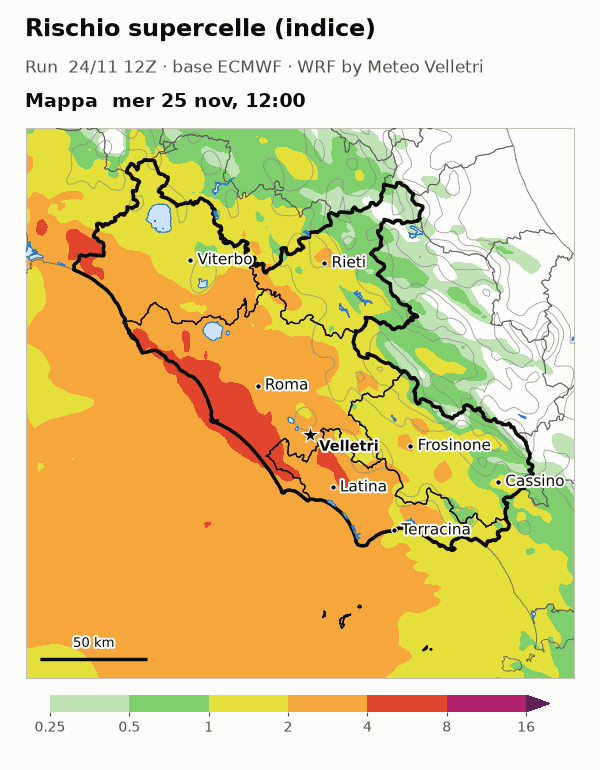 Rischio supercelle (indice)
Run  24/11 12Z · base ECMWF · WRF by Meteo Velletri
Mappa  mer 25 nov, 12:00
Viterbo
Rieti
Roma
Velletri
Frosinone
Latina
Cassino
Terracina
50 km
0.25 0.5 1 2 4 8 16